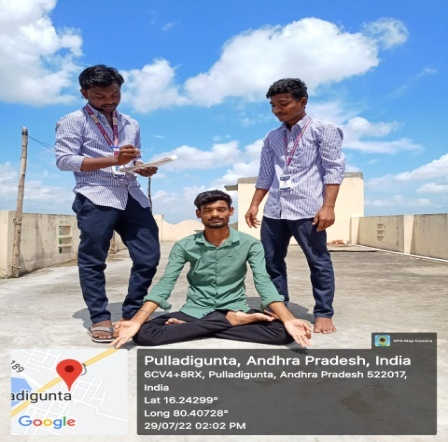 GPS Map Camera
Pulladigunta, Andhra Pradesh, India
6CV4+8RX, Pulladigunta, Andhra Pradesh 522017,
India
Lat 16.24299°
Long 80.40728°
29/07/22 02:02 PM
189
adigunta
Google